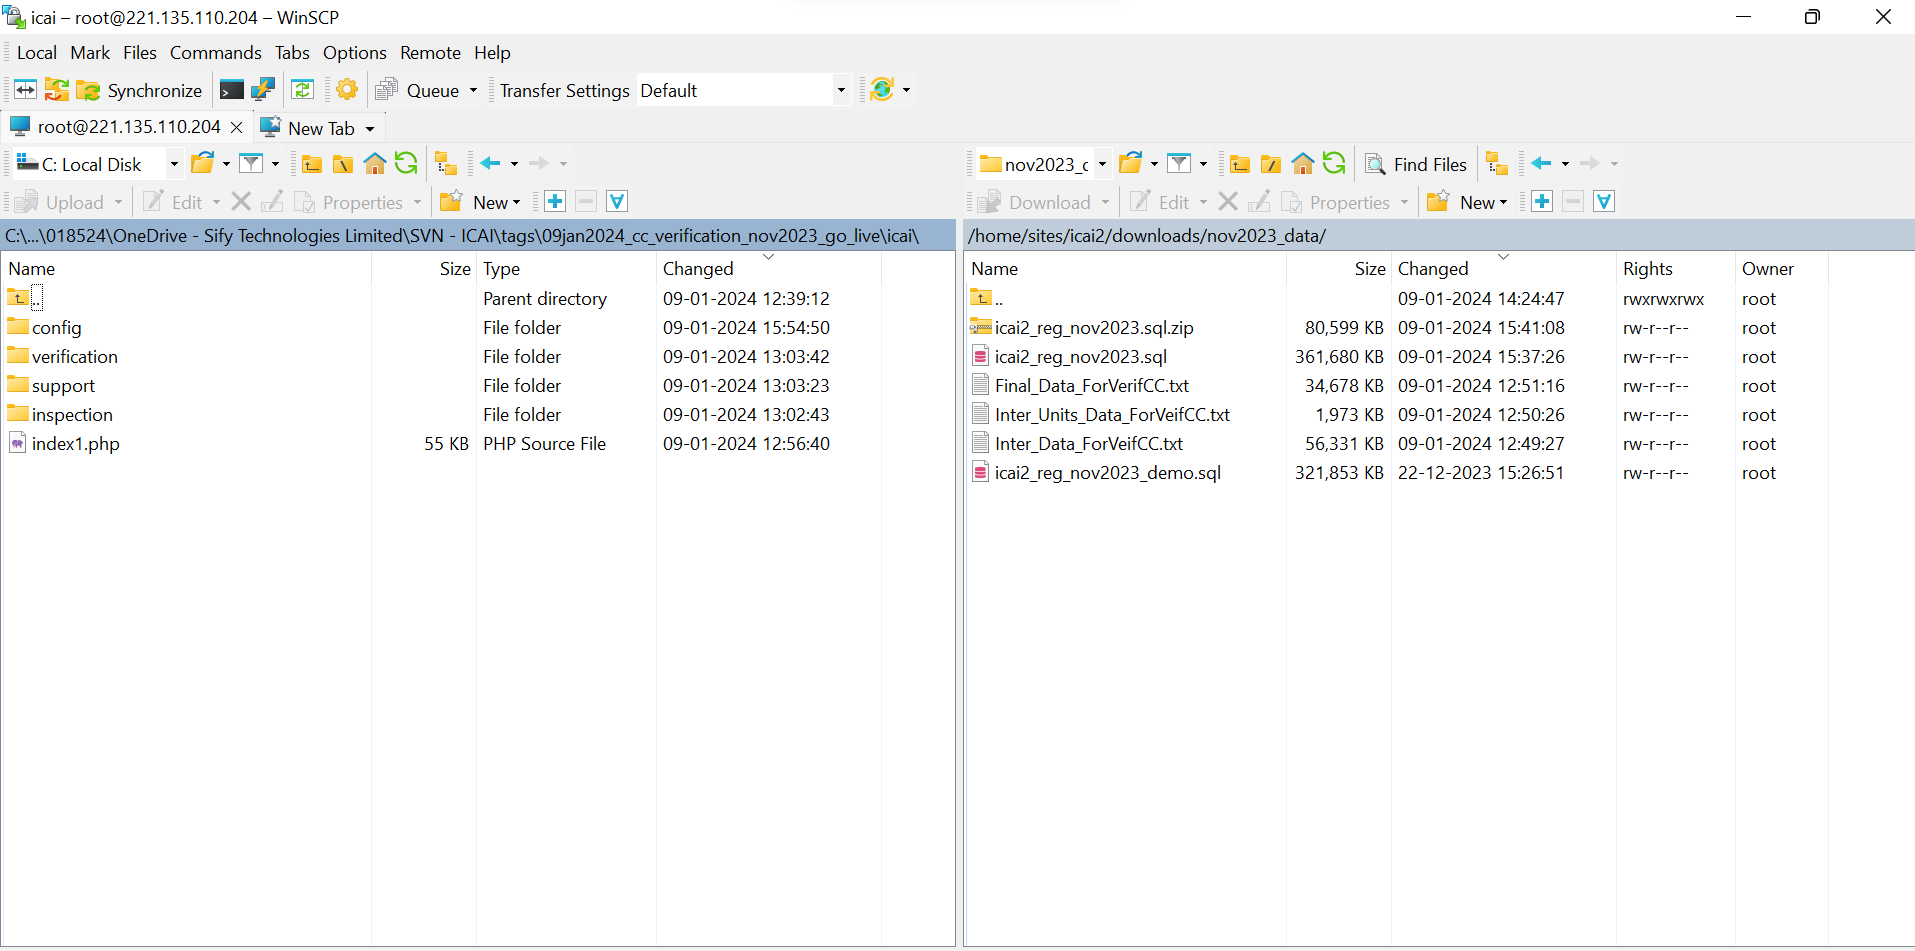 icai – root@221.135.110.204 – WinSCP
Local Mark Files Commands Tabs Options Remote Help
Synchronize Queue Transfer Settings Default
root@221.135.110.204 New Tab
C: Local Disk
Upload Edit Properties New
C:\...\018524\OneDrive - Sify Technologies Limited\SVN - ICAI\tags\09jan2024_cc_verification_nov2023_go_live\icai\
Name Size Type Changed
.. Parent directory 09-01-2024 12:39:12
config File folder 09-01-2024 15:54:50
verification File folder 09-01-2024 13:03:42
support File folder 09-01-2024 13:03:23
inspection File folder 09-01-2024 13:02:43
index1.php 55 KB PHP Source File 09-01-2024 12:56:40
nov2023_c Find Files
Download Edit Properties New
/home/sites/icai2/downloads/nov2023_data/
Name Size Changed Rights Owner
.. 09-01-2024 14:24:47 rwxrwxrwx root
icai2_reg_nov2023.sql.zip 80,599 KB 09-01-2024 15:41:08 rw-r--r-- root
icai2_reg_nov2023.sql 361,680 KB 09-01-2024 15:37:26 rw-r--r-- root
Final_Data_ForVerifCC.txt 34,678 KB 09-01-2024 12:51:16 rw-r--r-- root
Inter_Units_Data_ForVeifCC.txt 1,973 KB 09-01-2024 12:50:26 rw-r--r-- root
Inter_Data_ForVeifCC.txt 56,331 KB 09-01-2024 12:49:27 rw-r--r-- root
icai2_reg_nov2023_demo.sql 321,853 KB 22-12-2023 15:26:51 rw-r--r-- root